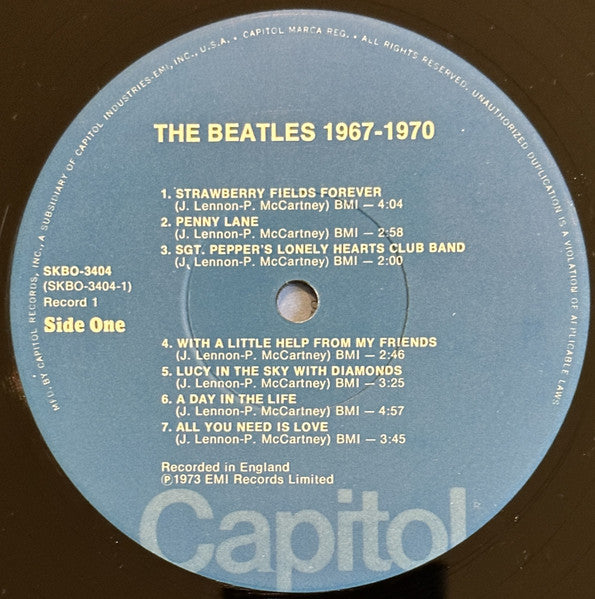 MFD. BY CAPITOL RECORDS, INC., A SUBSIDIARY OF CAPITOL INDUSTRIES-EMI, INC., U.S.A. • CAPITOL MARCA REG. • ALL RIGHTS RESERVED. UNAUTHORIZED DUPLICATION IS A VIOLATION OF APPLICABLE LAWS.
THE BEATLES 1967-1970
1. STRAWBERRY FIELDS FOREVER
(J. Lennon-P. McCartney) BMI — 4:04
2. PENNY LANE
(J. Lennon-P. McCartney) BMI — 2:58
3. SGT. PEPPER'S LONELY HEARTS CLUB BAND
(J. Lennon-P. McCartney) BMI — 2:00
SKBO-3404
(SKBO-3404-1)
Record 1
Side One
4. WITH A LITTLE HELP FROM MY FRIENDS
(J. Lennon-P. McCartney) BMI — 2:46
5. LUCY IN THE SKY WITH DIAMONDS
(J. Lennon-P. McCartney) BMI — 3:25
6. A DAY IN THE LIFE
(J. Lennon-P. McCartney) BMI — 4:57
7. ALL YOU NEED IS LOVE
(J. Lennon-P. McCartney) BMI — 3:45
Recorded in England
℗1973 EMI Records Limited
Capitol®